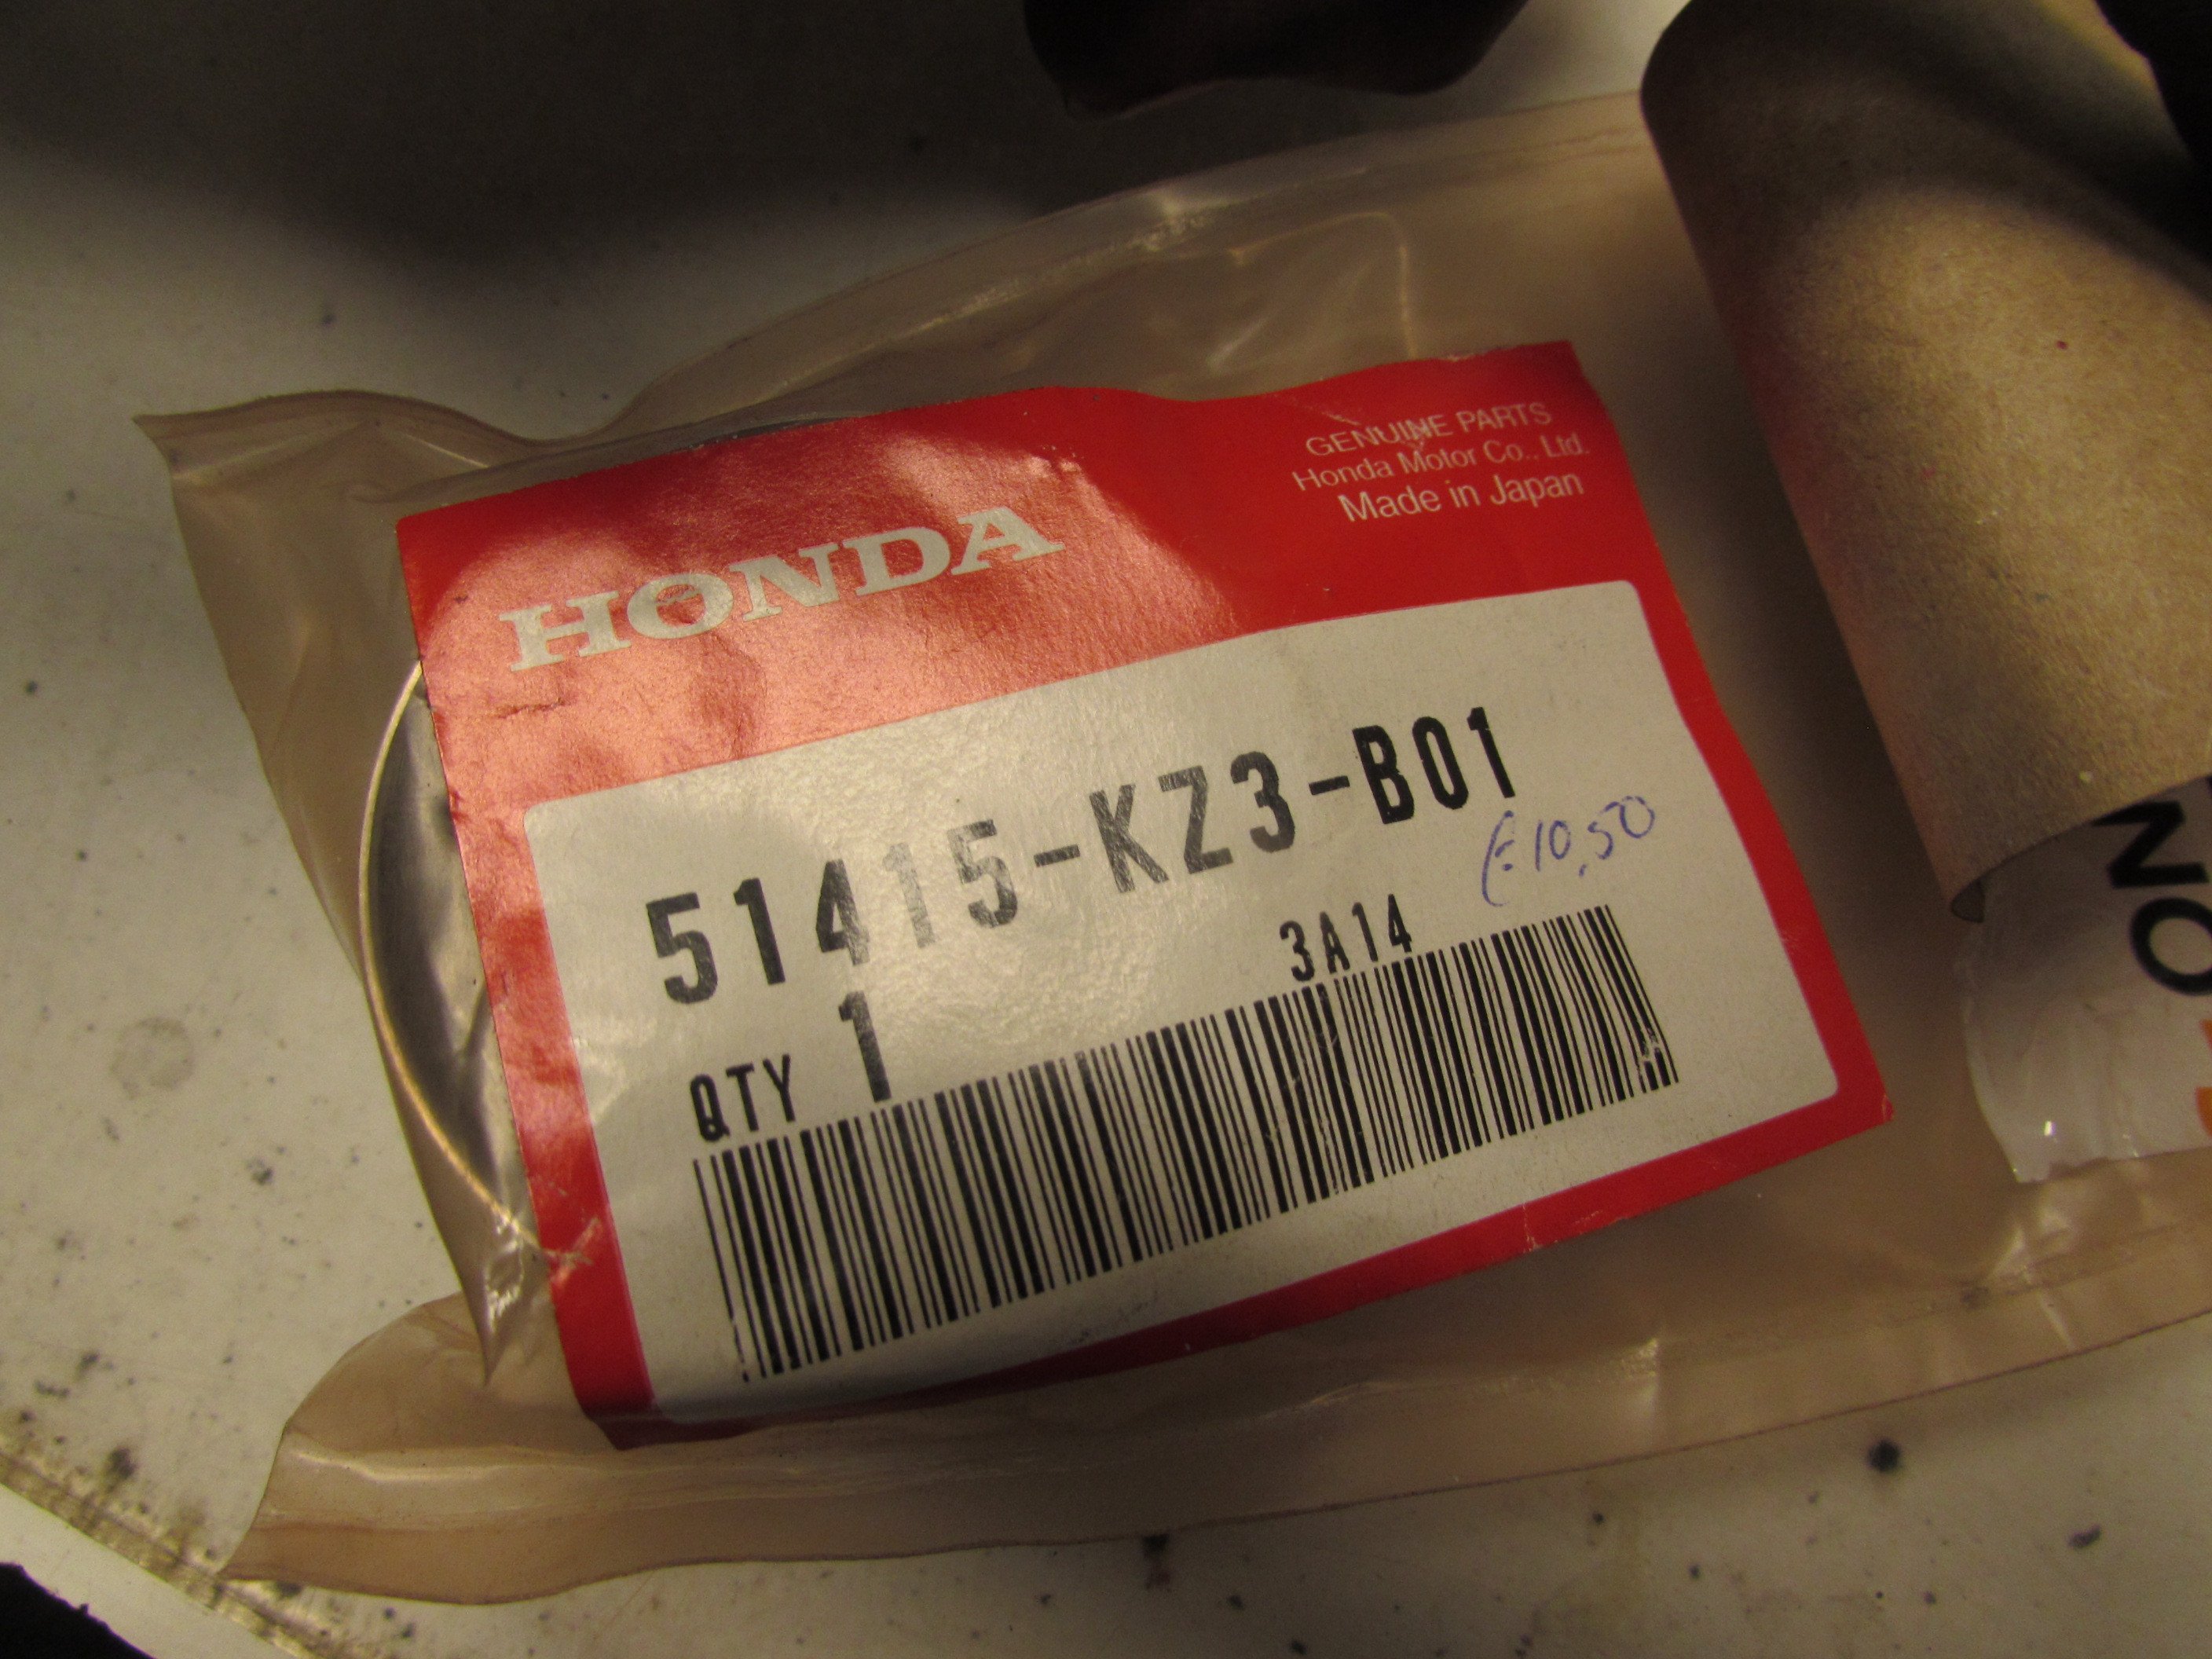 HONDA
GENUINE PARTS
Honda Motor Co., Ltd.
Made in Japan
51415-KZ3-B01
€ 10,50
3A14
QTY 1